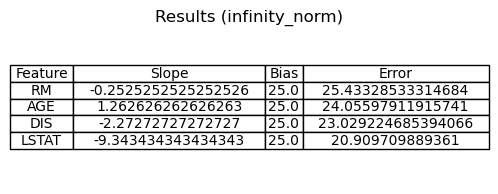 Results (infinity_norm)
Feature Slope Bias Error
RM -0.2525252525252526 25.0 25.43328533314684
AGE 1.262626262626263 25.0 24.05597911915741
DIS -2.27272727272727 25.0 23.029224685394066
LSTAT -9.343434343434343 25.0 20.909709889361